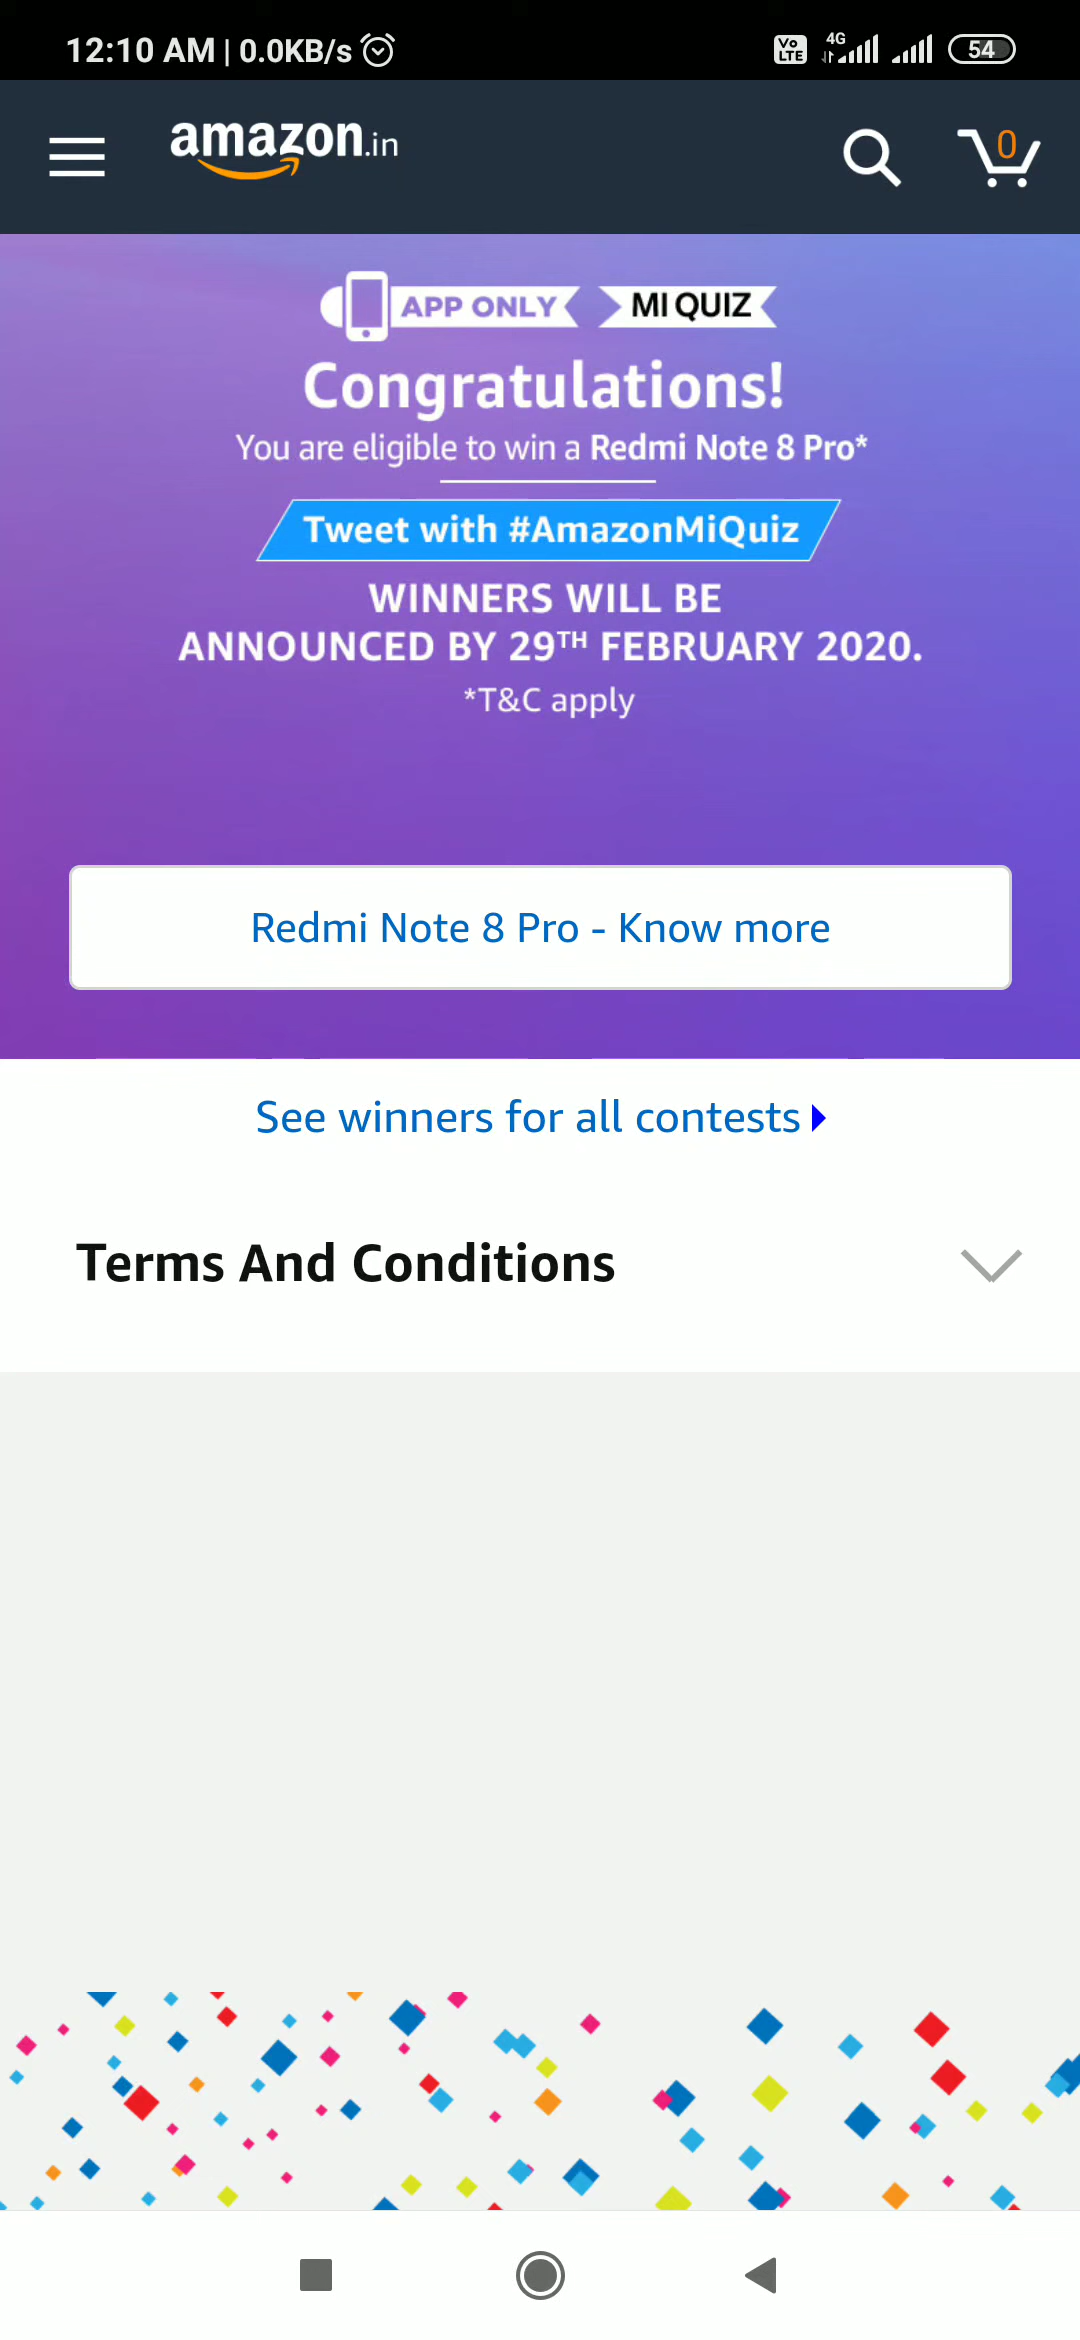 12:10 AM | 0.0KB/s
Vo LTE 4G 54
amazon.in
0
APP ONLY MI QUIZ
Congratulations!
You are eligible to win a Redmi Note 8 Pro*
Tweet with #AmazonMiQuiz
WINNERS WILL BE
ANNOUNCED BY 29TH FEBRUARY 2020.
*T&C apply
Redmi Note 8 Pro - Know more
See winners for all contests
Terms And Conditions